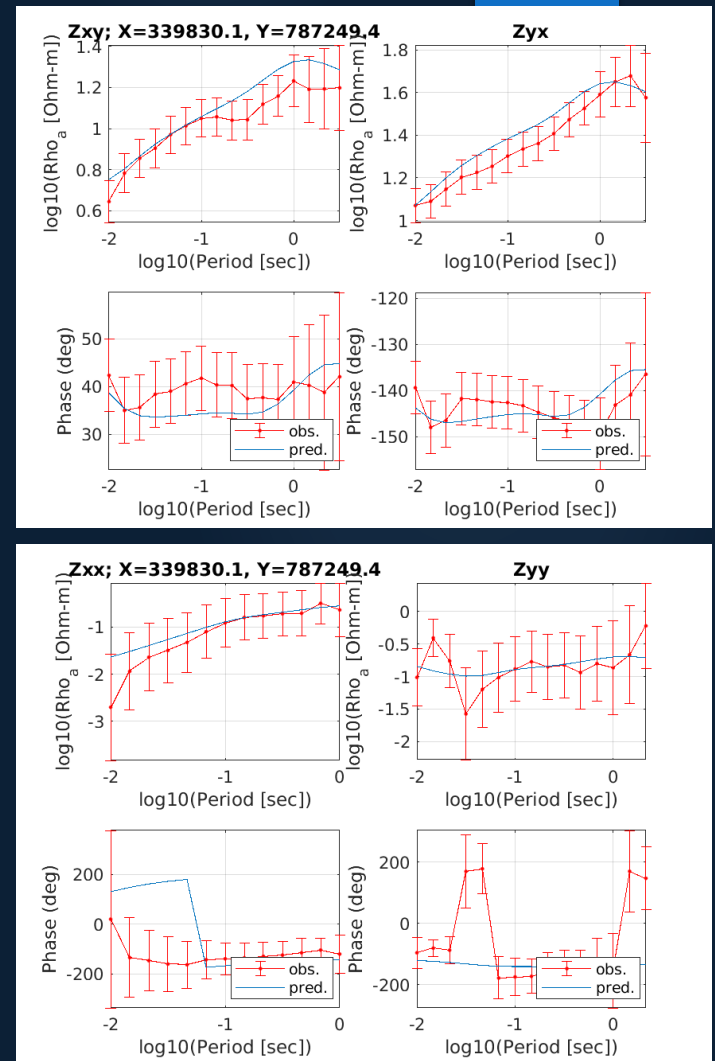 Zxy; X=339830.1, Y=787249.4
Zyx
log10(Rho_a [Ohm-m])
1.4
1.2
1
0.8
0.6
-2
-1
0
log10(Period [sec])
log10(Rho_a [Ohm-m])
1.8
1.6
1.4
1.2
1
-2
-1
0
log10(Period [sec])
Phase (deg)
50
40
30
obs.
pred.
-2
-1
0
log10(Period [sec])
Phase (deg)
-120
-130
-140
-150
obs.
pred.
-2
-1
0
log10(Period [sec])
Zxx; X=339830.1, Y=787249.4
Zyy
log10(Rho_a [Ohm-m])
-1
-2
-3
-2
-1
0
log10(Period [sec])
log10(Rho_a [Ohm-m])
0
-0.5
-1
-1.5
-2
-2
-1
0
log10(Period [sec])
Phase (deg)
200
0
-200
obs.
pred.
-2
-1
0
log10(Period [sec])
Phase (deg)
200
0
-200
obs.
pred.
-2
-1
0
log10(Period [sec])